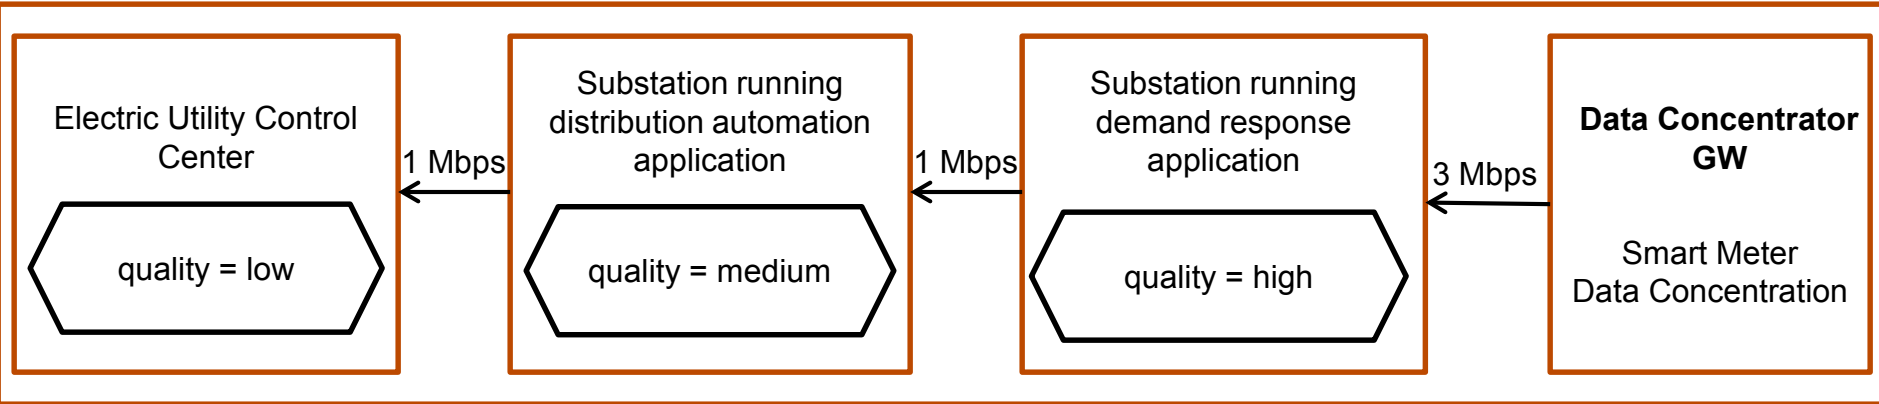 Electric Utility Control
Center
quality = low
1 Mbps
Substation running
distribution automation
application
quality = medium
1 Mbps
Substation running
demand response
application
quality = high
3 Mbps
Data Concentrator
GW
Smart Meter
Data Concentration